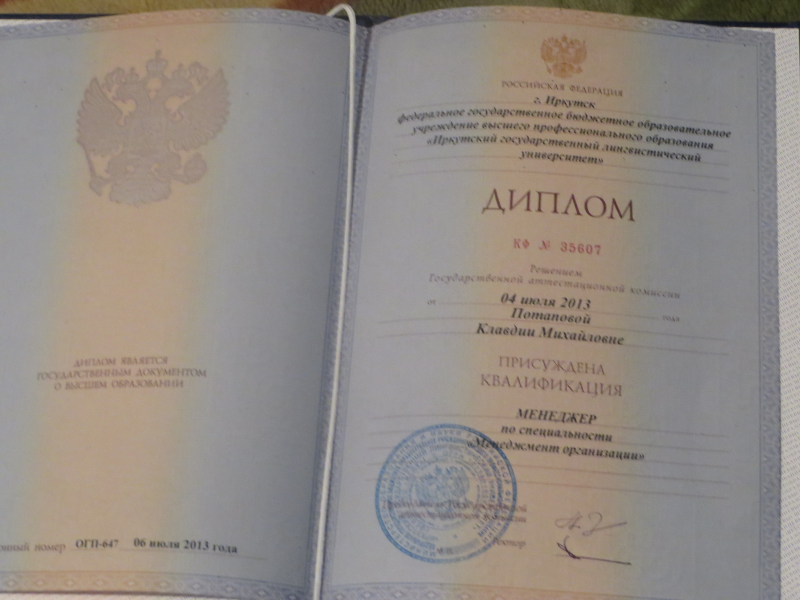 ДИПЛОМ ЯВЛЯЕТСЯ
ГОСУДАРСТВЕННЫМ ДОКУМЕНТОМ
О ВЫСШЕМ ОБРАЗОВАНИИ
номер ОГП-647 06 июля 2013 года
РОССИЙСКАЯ ФЕДЕРАЦИЯ
г. Иркутск
федеральное государственное бюджетное образовательное
учреждение высшего профессионального образования
«Иркутский государственный лингвистический
университет»
ДИПЛОМ
КФ № 35607
Решением
Государственной аттестационной комиссии
от 04 июля 2013 года
Потаповой
Клавдии Михайловне
ПРИСУЖДЕНА
КВАЛИФИКАЦИЯ
МЕНЕДЖЕР
по специальности
«Менеджмент организации»
Государственной
Ректор